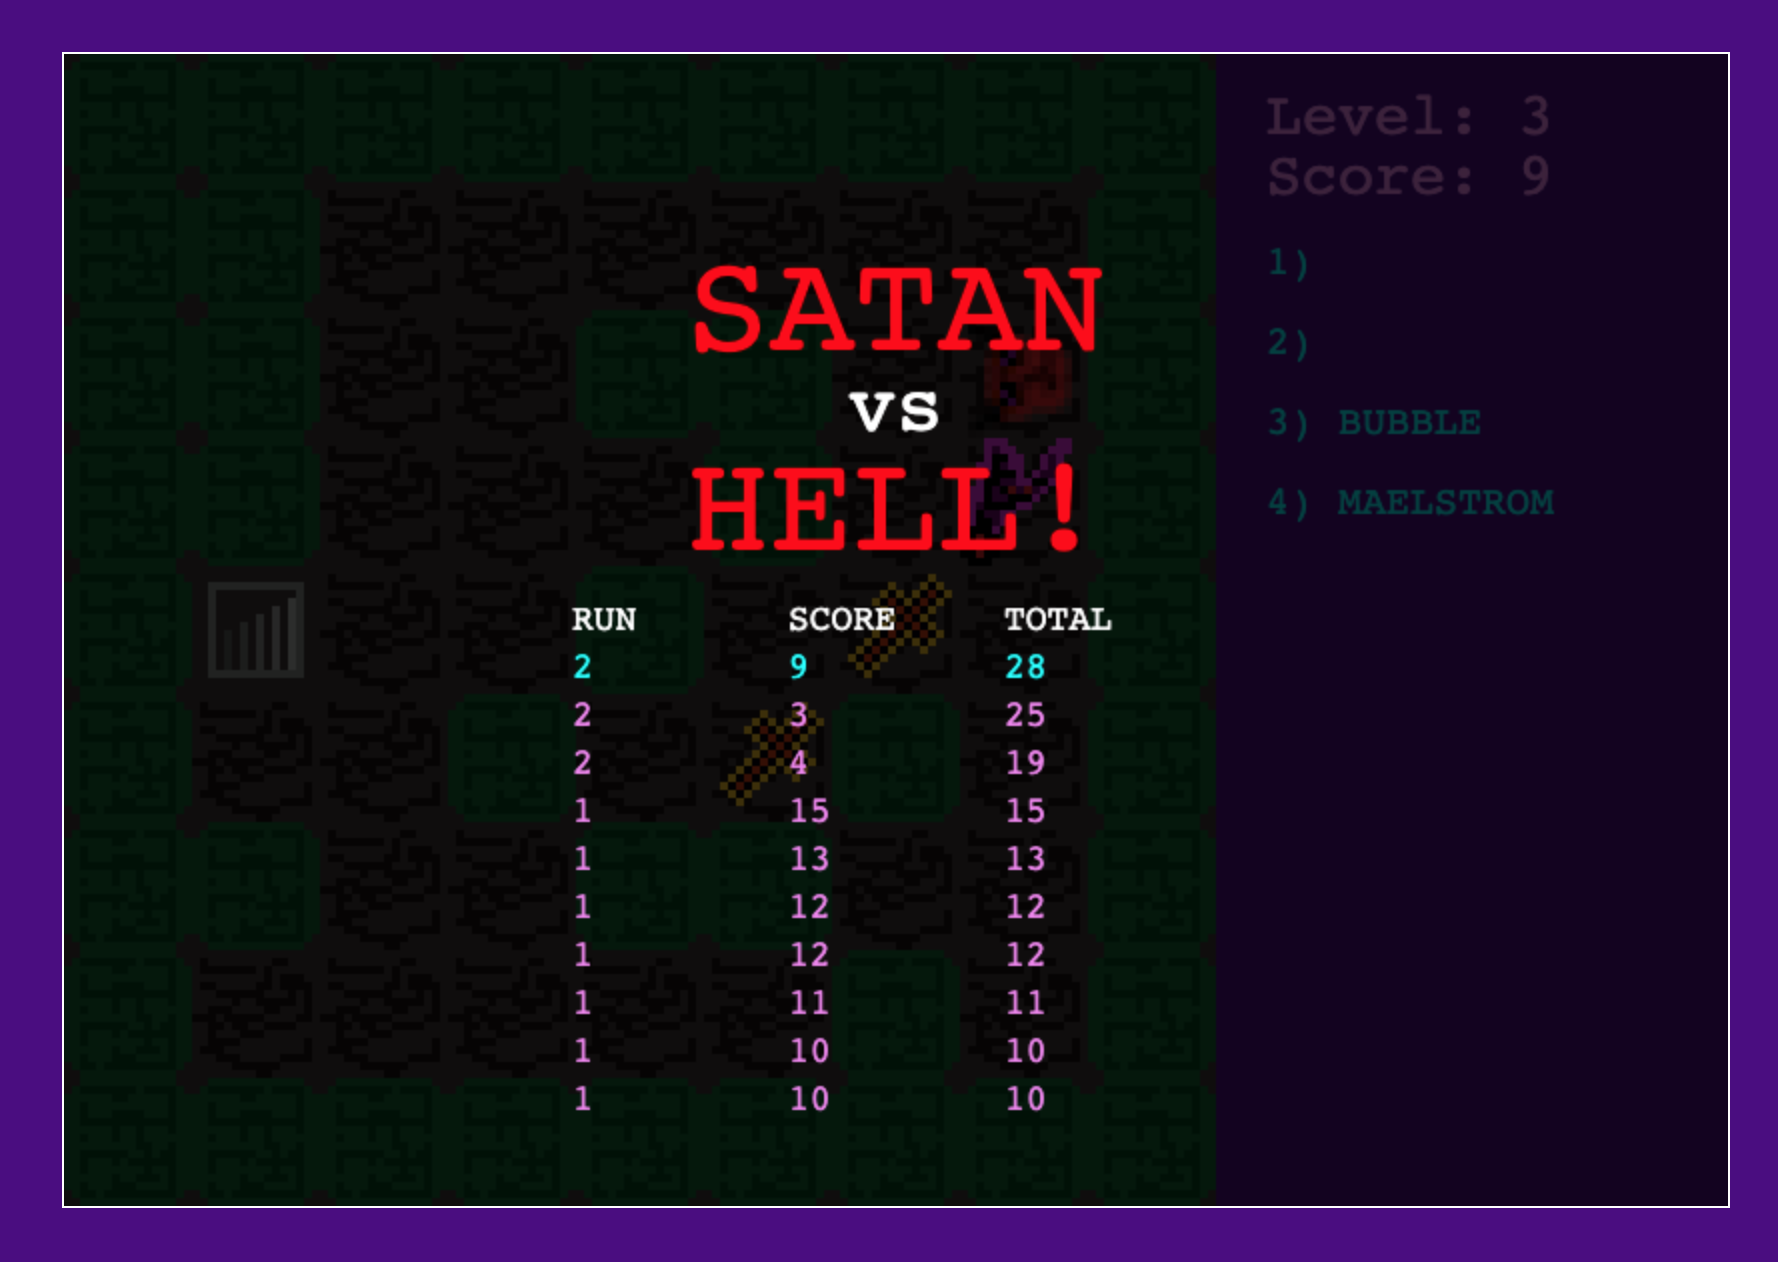 Level: 3
Score: 9
1)
2)
3) BUBBLE
4) MAELSTROM
SATAN
vs
HELL!
RUN SCORE TOTAL
2 9 28
2 3 25
2 4 19
1 15 15
1 13 13
1 12 12
1 12 12
1 11 11
1 10 10
1 10 10